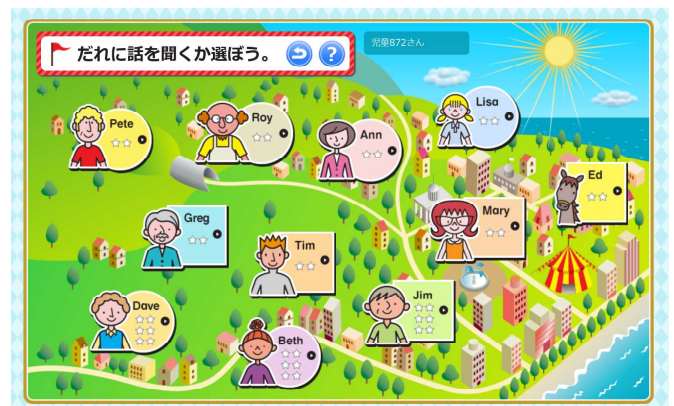 だれに話を聞くか選ぼう。
?
児童872さん
Pete
Roy
Ann
Lisa
Ed
Greg
Tim
Mary
Dave
Beth
Jim